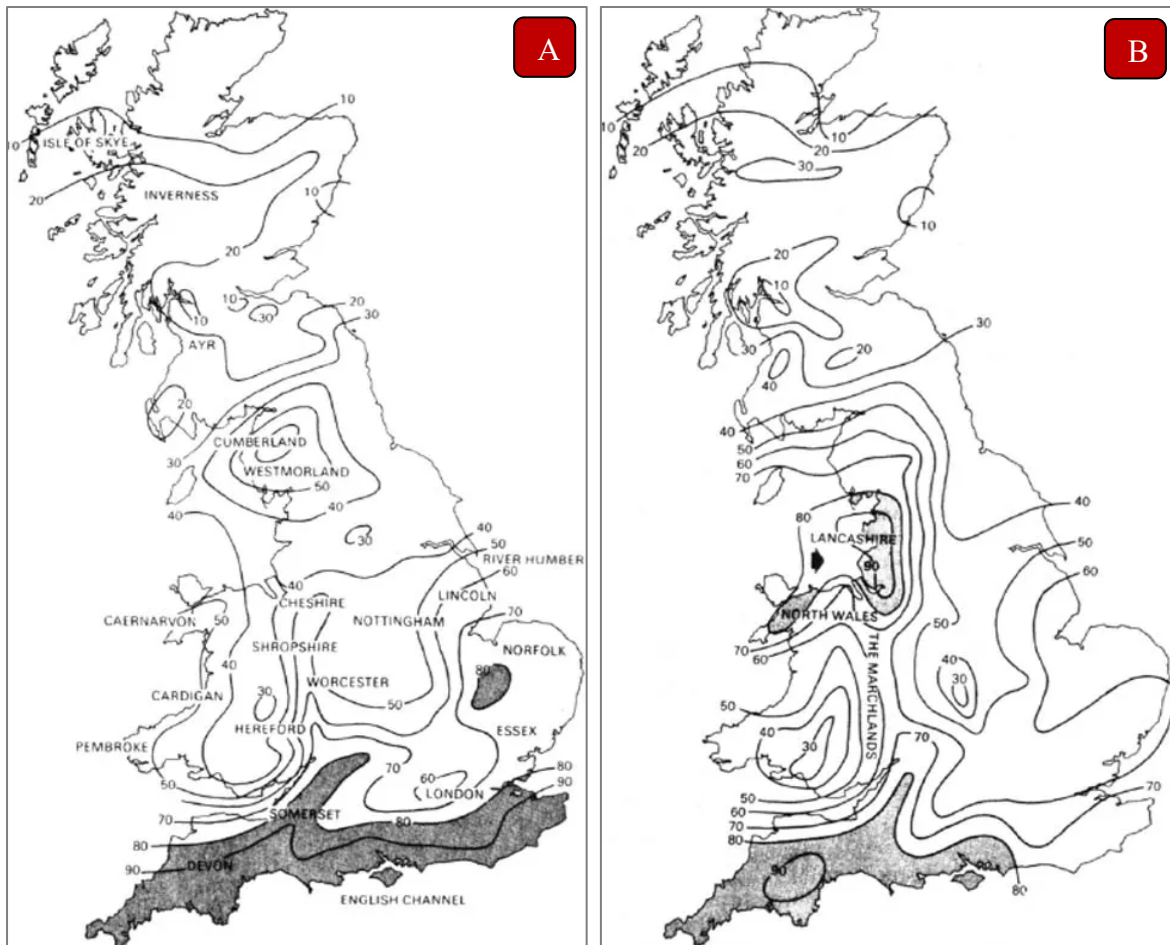 A
10
10
ISLE OF SKYE
20
INVERNESS
10
20
10
10
30
20
30
AYR
20
CUMBERLAND
30
WESTMORLAND
50
40
40
30
40
50
RIVER HUMBER
60
40
CHESHIRE
LINCOLN
CAERNARVON
50
NOTTINGHAM
70
SHROPSHIRE
NORFOLK
40
80
CARDIGAN
WORCESTER
30
50
HEREFORD
ESSEX
PEMBROKE
70
60
80
50
LONDON
90
70
SOMERSET
80
80
DEVON
90
ENGLISH CHANNEL
B
10
10
20
20
30
10
20
10
30
30
20
40
40
50
60
70
40
80
LANCASHIRE
50
90
60
NORTH WALES
THE MARCHLANDS
50
70
60
40
30
50
40
30
70
50
60
70
70
80
90
90
80